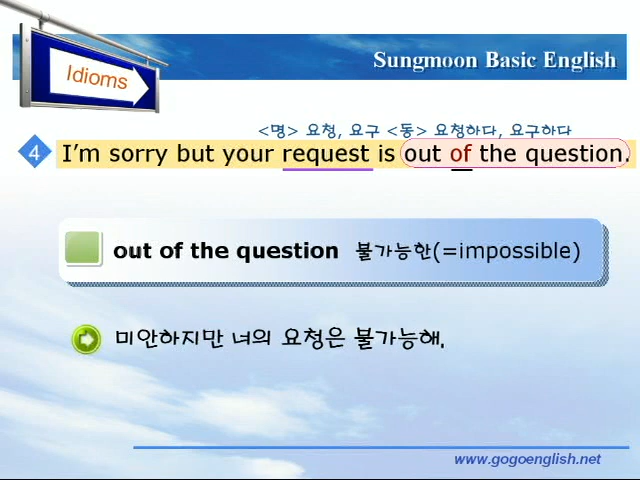 Idioms
Sungmoon Basic English
<명> 요청, 요구 <동> 요청하다, 요구하다
4 I'm sorry but your request is out of the question.
out of the question 불가능한(=impossible)
미안하지만 너의 요청은 불가능해.
www.gogoenglish.net